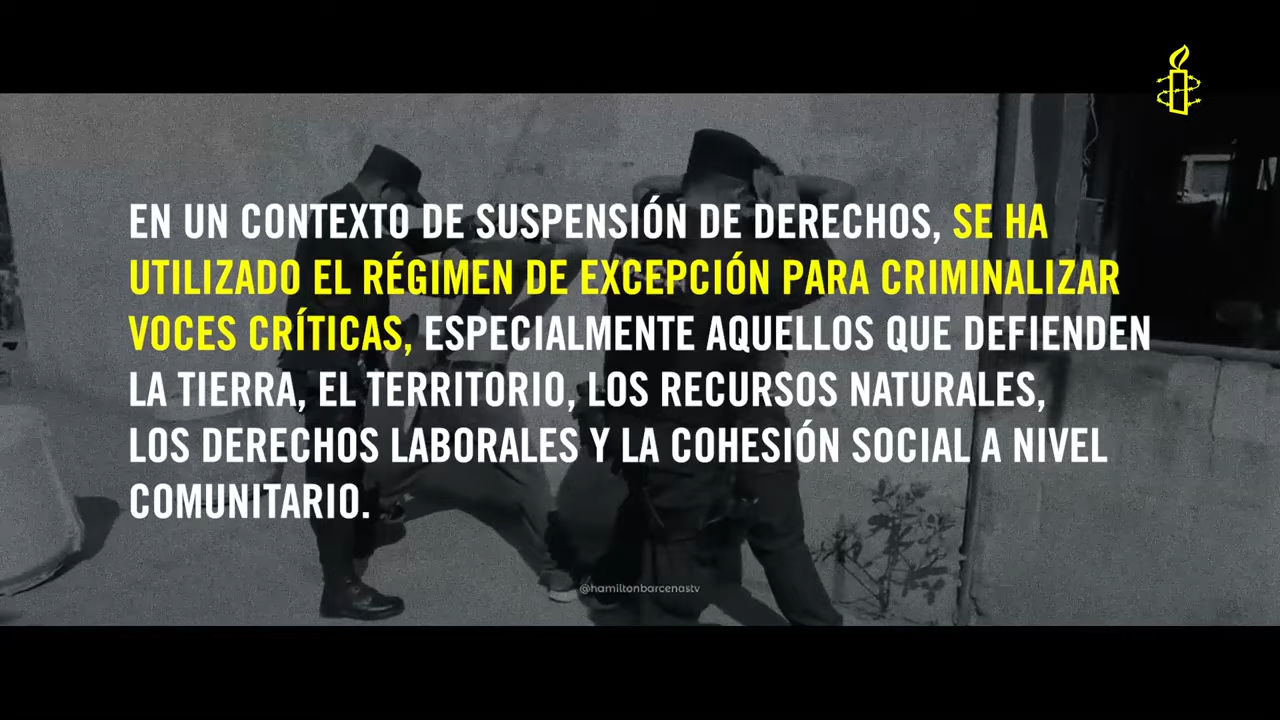 EN UN CONTEXTO DE SUSPENSIÓN DE DERECHOS, SE HA
UTILIZADO EL RÉGIMEN DE EXCEPCIÓN PARA CRIMINALIZAR
VOCES CRÍTICAS, ESPECIALMENTE AQUELLOS QUE DEFIENDEN
LA TIERRA, EL TERRITORIO, LOS RECURSOS NATURALES,
LOS DERECHOS LABORALES Y LA COHESIÓN SOCIAL A NIVEL
COMUNITARIO.
@hamiltonbarcenastv